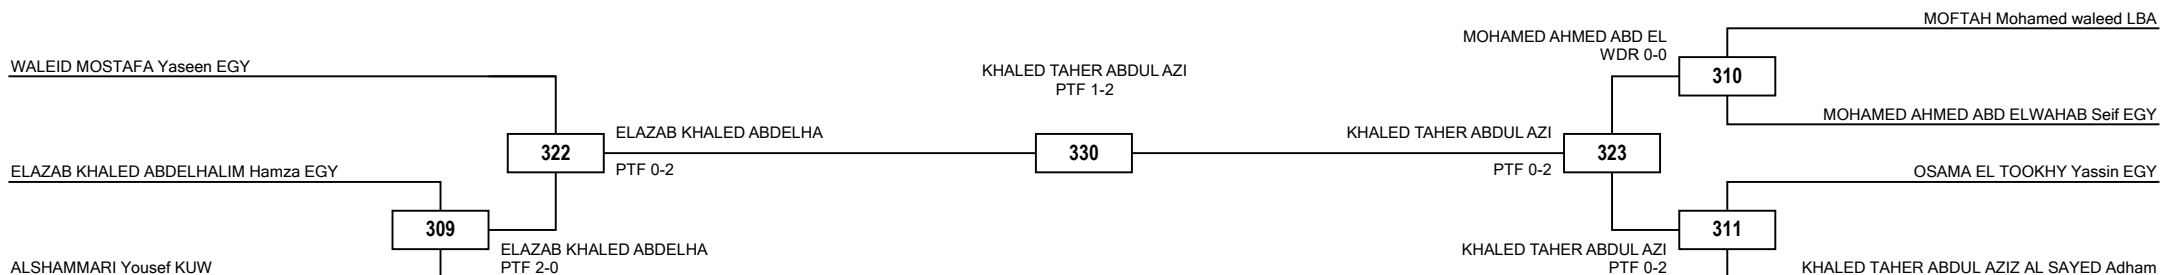 MOFTAH Mohamed waleed LBA
MOHAMED AHMED ABD EL
WDR 0-0
WALEID MOSTAFA Yaseen EGY
KHALED TAHER ABDUL AZI
PTF 1-2
310
MOHAMED AHMED ABD ELWAHAB Seif EGY
ELAZAB KHALED ABDELHA
KHALED TAHER ABDUL AZI
322
330
323
PTF 0-2
PTF 0-2
ELAZAB KHALED ABDELHALIM Hamza EGY
OSAMA EL TOOKHY Yassin EGY
309
311
ELAZAB KHALED ABDELHA
PTF 2-0
KHALED TAHER ABDUL AZI
PTF 0-2
ALSHAMMARI Yousef KUW
KHALED TAHER ABDUL AZIZ AL SAYED Adham